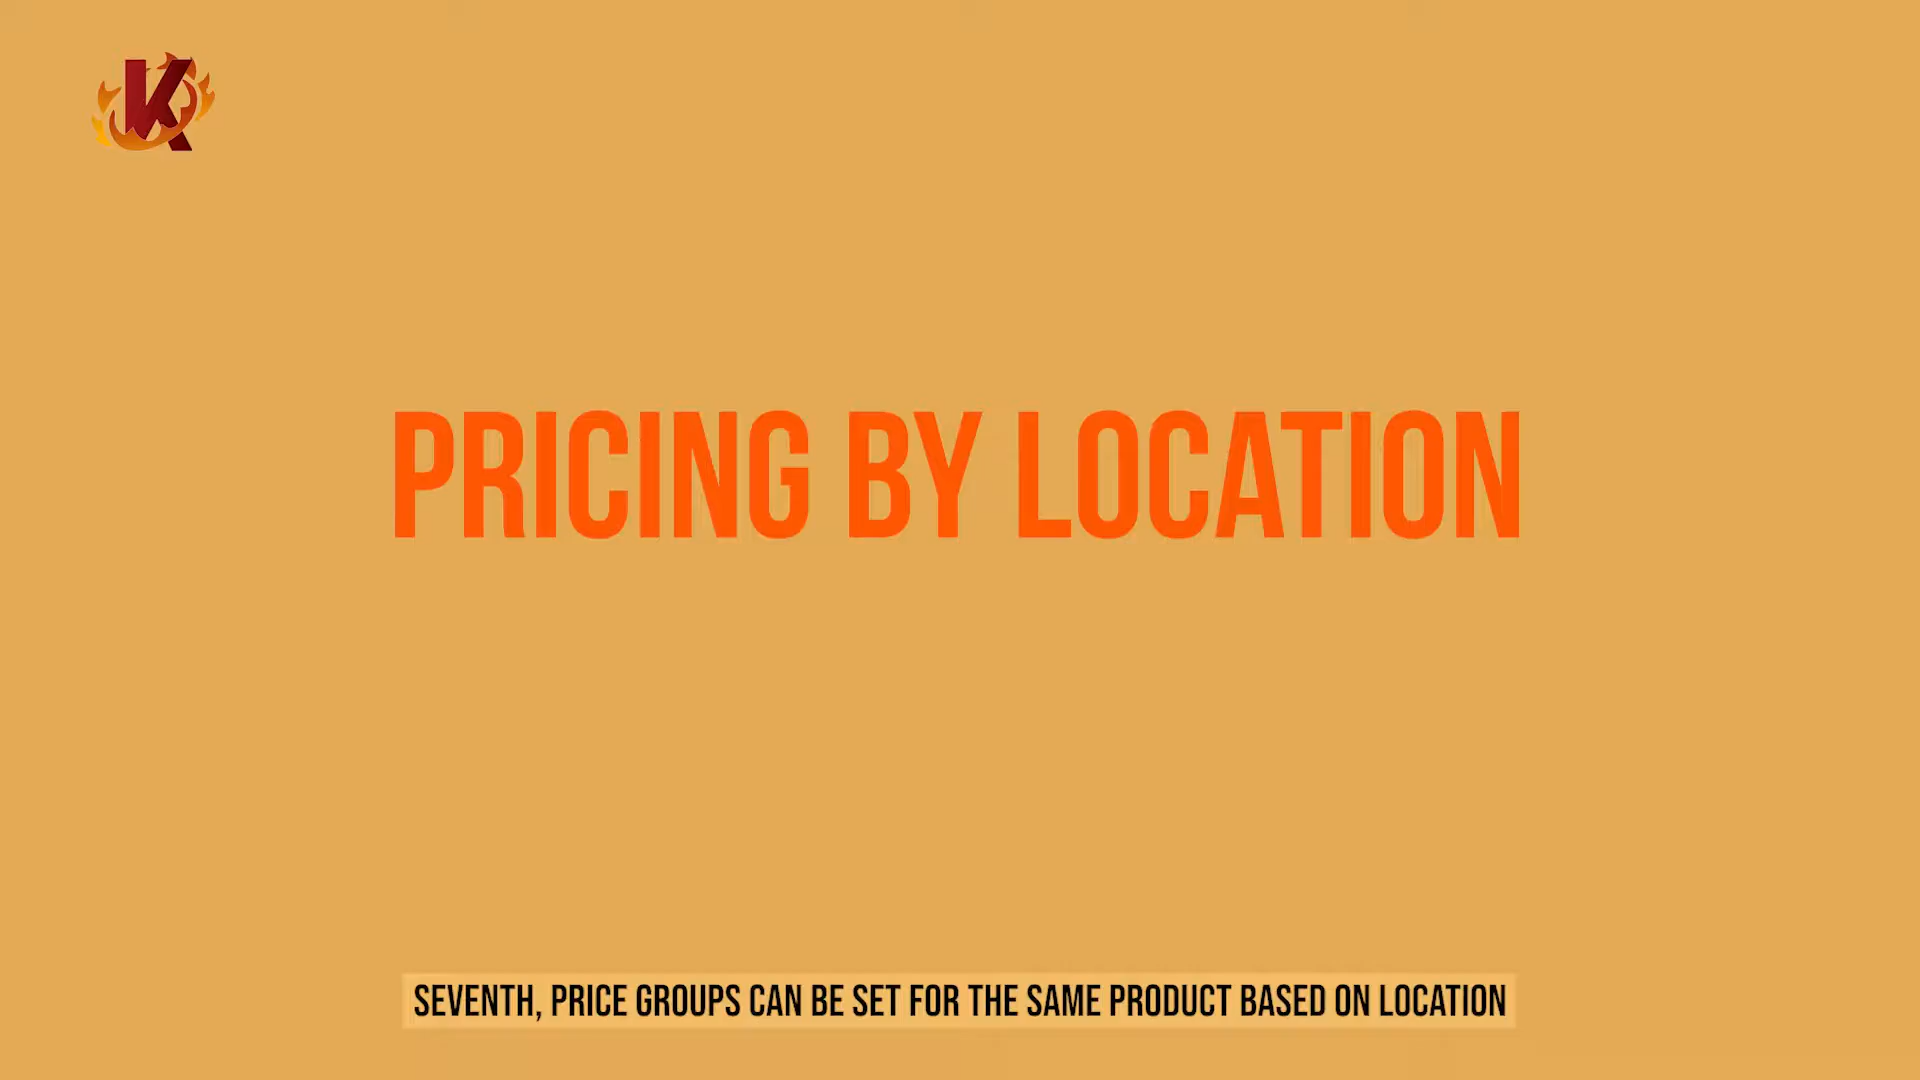 K
PRICING BY LOCATION
SEVENTH, PRICE GROUPS CAN BE SET FOR THE SAME PRODUCT BASED ON LOCATION